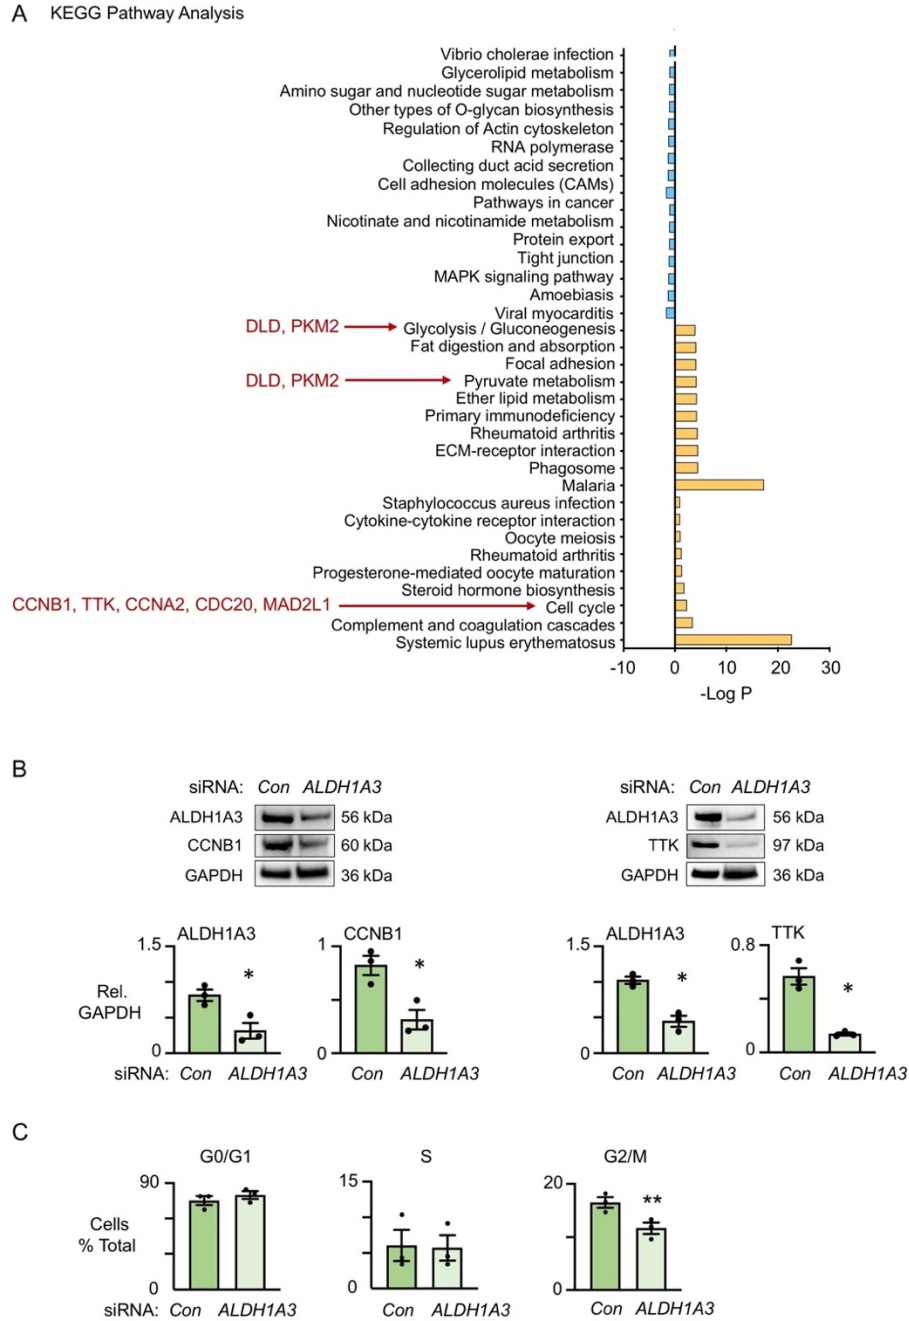 A KEGG Pathway Analysis
Vibrio cholerae infection
Glycerolipid metabolism
Amino sugar and nucleotide sugar metabolism
Other types of O-glycan biosynthesis
Regulation of Actin cytoskeleton
RNA polymerase
Collecting duct acid secretion
Cell adhesion molecules (CAMs)
Pathways in cancer
Nicotinate and nicotinamide metabolism
Protein export
Tight junction
MAPK signaling pathway
Amoebiasis
Viral myocarditis
DLD, PKM2 Glycolysis / Gluconeogenesis
Fat digestion and absorption
Focal adhesion
DLD, PKM2 Pyruvate metabolism
Ether lipid metabolism
Primary immunodeficiency
Rheumatoid arthritis
ECM-receptor interaction
Phagosome
Malaria
Staphylococcus aureus infection
Cytokine-cytokine receptor interaction
Oocyte meiosis
Rheumatoid arthritis
Progesterone-mediated oocyte maturation
Steroid hormone biosynthesis
CCNB1, TTK, CCNA2, CDC20, MAD2L1 Cell cycle
Complement and coagulation cascades
Systemic lupus erythematosus
-10 0 10 20 30
-Log P
B
siRNA: Con ALDH1A3 siRNA: Con ALDH1A3
ALDH1A3 56 kDa ALDH1A3 56 kDa
CCNB1 60 kDa TTK 97 kDa
GAPDH 36 kDa GAPDH 36 kDa
ALDH1A3 CCNB1 ALDH1A3 TTK
1.5 1 1.5 0.8
* * * *
Rel.
GAPDH
0 0 0 0
siRNA: Con ALDH1A3 Con ALDH1A3 Con ALDH1A3 Con ALDH1A3
C
G0/G1 S G2/M
90 15 20
**
Cells
% Total
0 0 0
siRNA: Con ALDH1A3 Con ALDH1A3 Con ALDH1A3